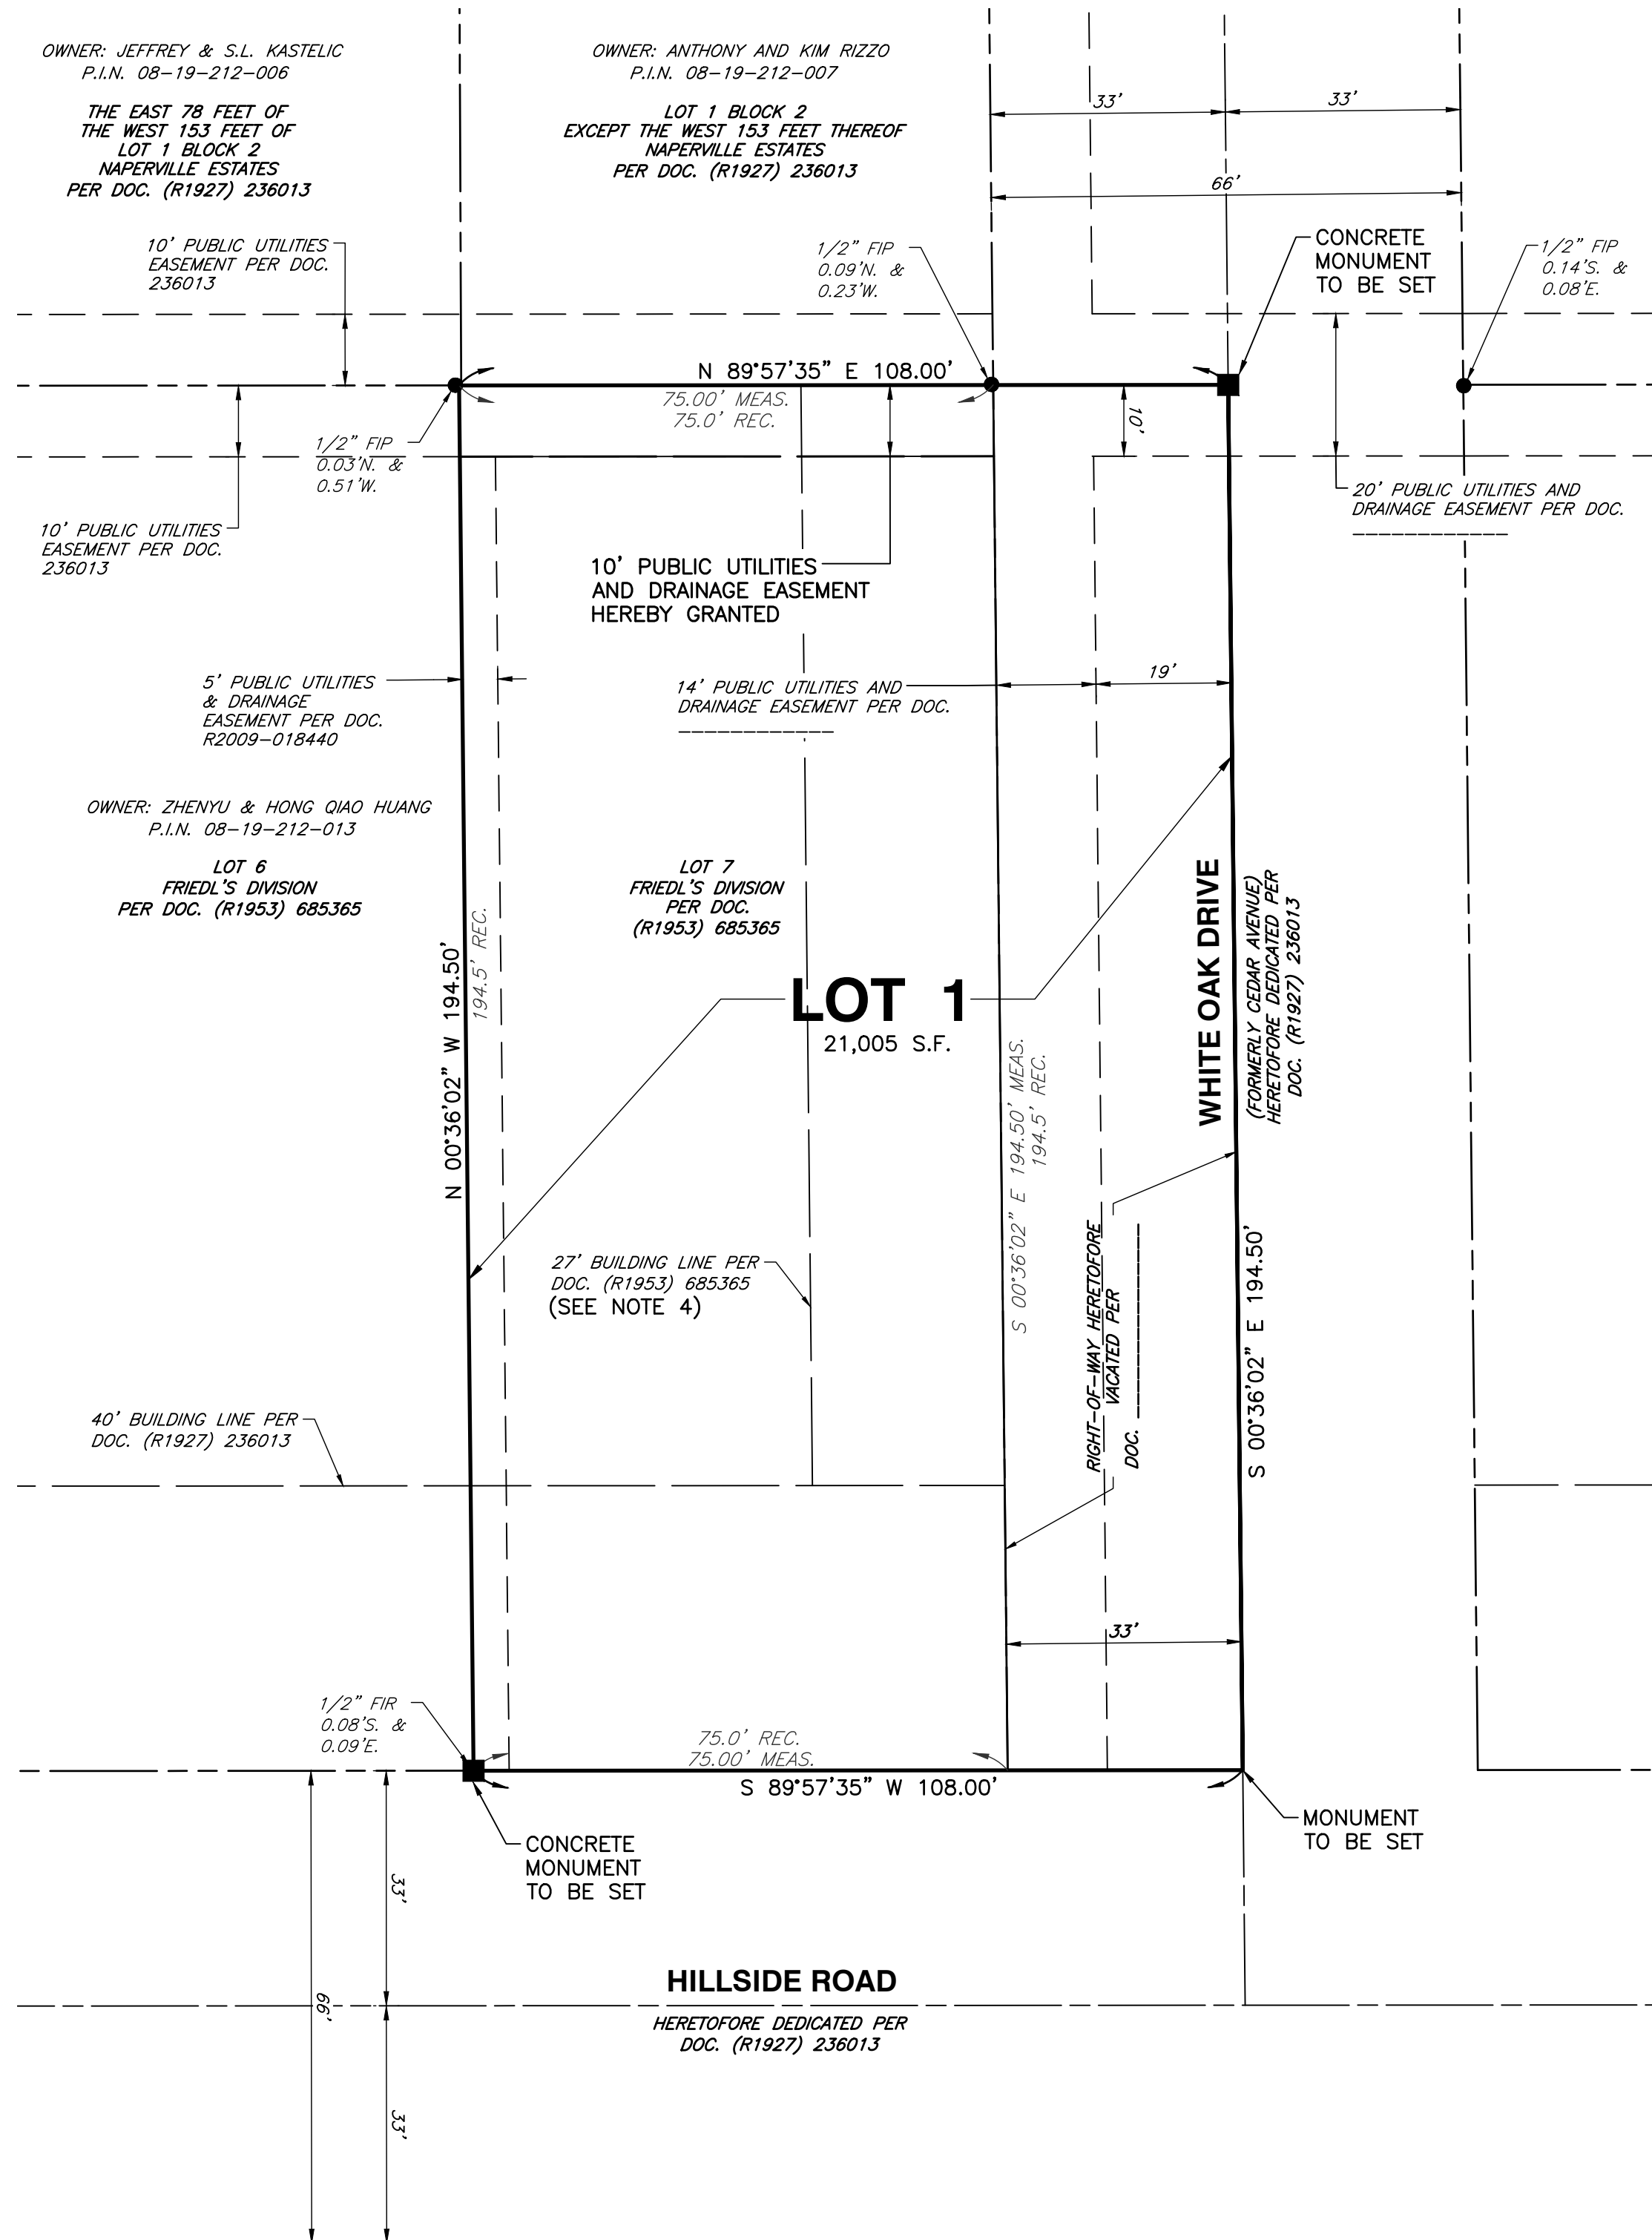 OWNER: JEFFREY & S.L. KASTELIC
P.I.N. 08-19-212-006
THE EAST 78 FEET OF
THE WEST 153 FEET OF
LOT 1 BLOCK 2
NAPERVILLE ESTATES
PER DOC. (R1927) 236013
OWNER: ANTHONY AND KIM RIZZO
P.I.N. 08-19-212-007
LOT 1 BLOCK 2
EXCEPT THE WEST 153 FEET THEREOF
NAPERVILLE ESTATES
PER DOC. (R1927) 236013
33'
33'
66'
10' PUBLIC UTILITIES
EASEMENT PER DOC.
236013
1/2" FIP
0.09'N. &
0.23'W.
CONCRETE
MONUMENT
TO BE SET
1/2" FIP
0.14'S. &
0.08'E.
N 89°57'35" E 108.00'
75.00' MEAS.
75.0' REC.
10'
1/2" FIP
0.03'N. &
0.51'W.
10' PUBLIC UTILITIES
EASEMENT PER DOC.
236013
20' PUBLIC UTILITIES AND
DRAINAGE EASEMENT PER DOC.
10' PUBLIC UTILITIES
AND DRAINAGE EASEMENT
HEREBY GRANTED
5' PUBLIC UTILITIES
& DRAINAGE
EASEMENT PER DOC.
R2009-018440
14' PUBLIC UTILITIES AND
DRAINAGE EASEMENT PER DOC.
19'
OWNER: ZHENYU & HONG QIAO HUANG
P.I.N. 08-19-212-013
LOT 6
FRIEDL'S DIVISION
PER DOC. (R1953) 685365
LOT 7
FRIEDL'S DIVISION
PER DOC.
(R1953) 685365
WHITE OAK DRIVE
(FORMERLY CEDAR AVENUE)
HERETOFORE DEDICATED PER
DOC. (R1927) 236013
N 00°36'02" W 194.50'
194.5' REC.
LOT 1
21,005 S.F.
S 00°36'02" E 194.50' MEAS.
194.5' REC.
27' BUILDING LINE PER
DOC. (R1953) 685365
(SEE NOTE 4)
RIGHT-OF-WAY HERETOFORE
VACATED PER
DOC.
S 00°36'02" E 194.50'
40' BUILDING LINE PER
DOC. (R1927) 236013
33'
1/2" FIR
0.08'S. &
0.09'E.
75.0' REC.
75.00' MEAS.
S 89°57'35" W 108.00'
CONCRETE
MONUMENT
TO BE SET
MONUMENT
TO BE SET
33'
66'
33'
HILLSIDE ROAD
HERETOFORE DEDICATED PER
DOC. (R1927) 236013